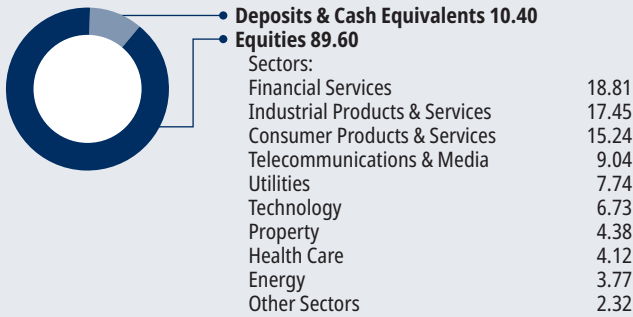 Deposits & Cash Equivalents 10.40
Equities 89.60
Sectors:
Financial Services 18.81
Industrial Products & Services 17.45
Consumer Products & Services 15.24
Telecommunications & Media 9.04
Utilities 7.74
Technology 6.73
Property 4.38
Health Care 4.12
Energy 3.77
Other Sectors 2.32